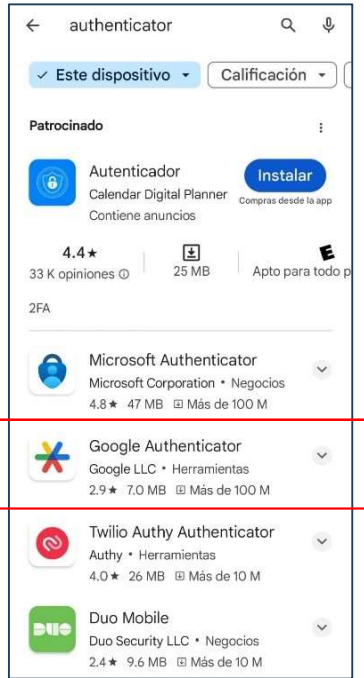 authenticator
Este dispositivo
Calificación
Patrocinado
Autenticador
Calendar Digital Planner
Contiene anuncios
Instalar
Compras desde la app
4.4★
33 K opiniones
25 MB
E
Apto para todo p
2FA
Microsoft Authenticator
Microsoft Corporation • Negocios
4.8★ 47 MB Más de 100 M
Google Authenticator
Google LLC • Herramientas
2.9★ 7.0 MB Más de 100 M
Twilio Authy Authenticator
Authy • Herramientas
4.0★ 26 MB Más de 10 M
DUO
Duo Mobile
Duo Security LLC • Negocios
2.4★ 9.6 MB Más de 10 M